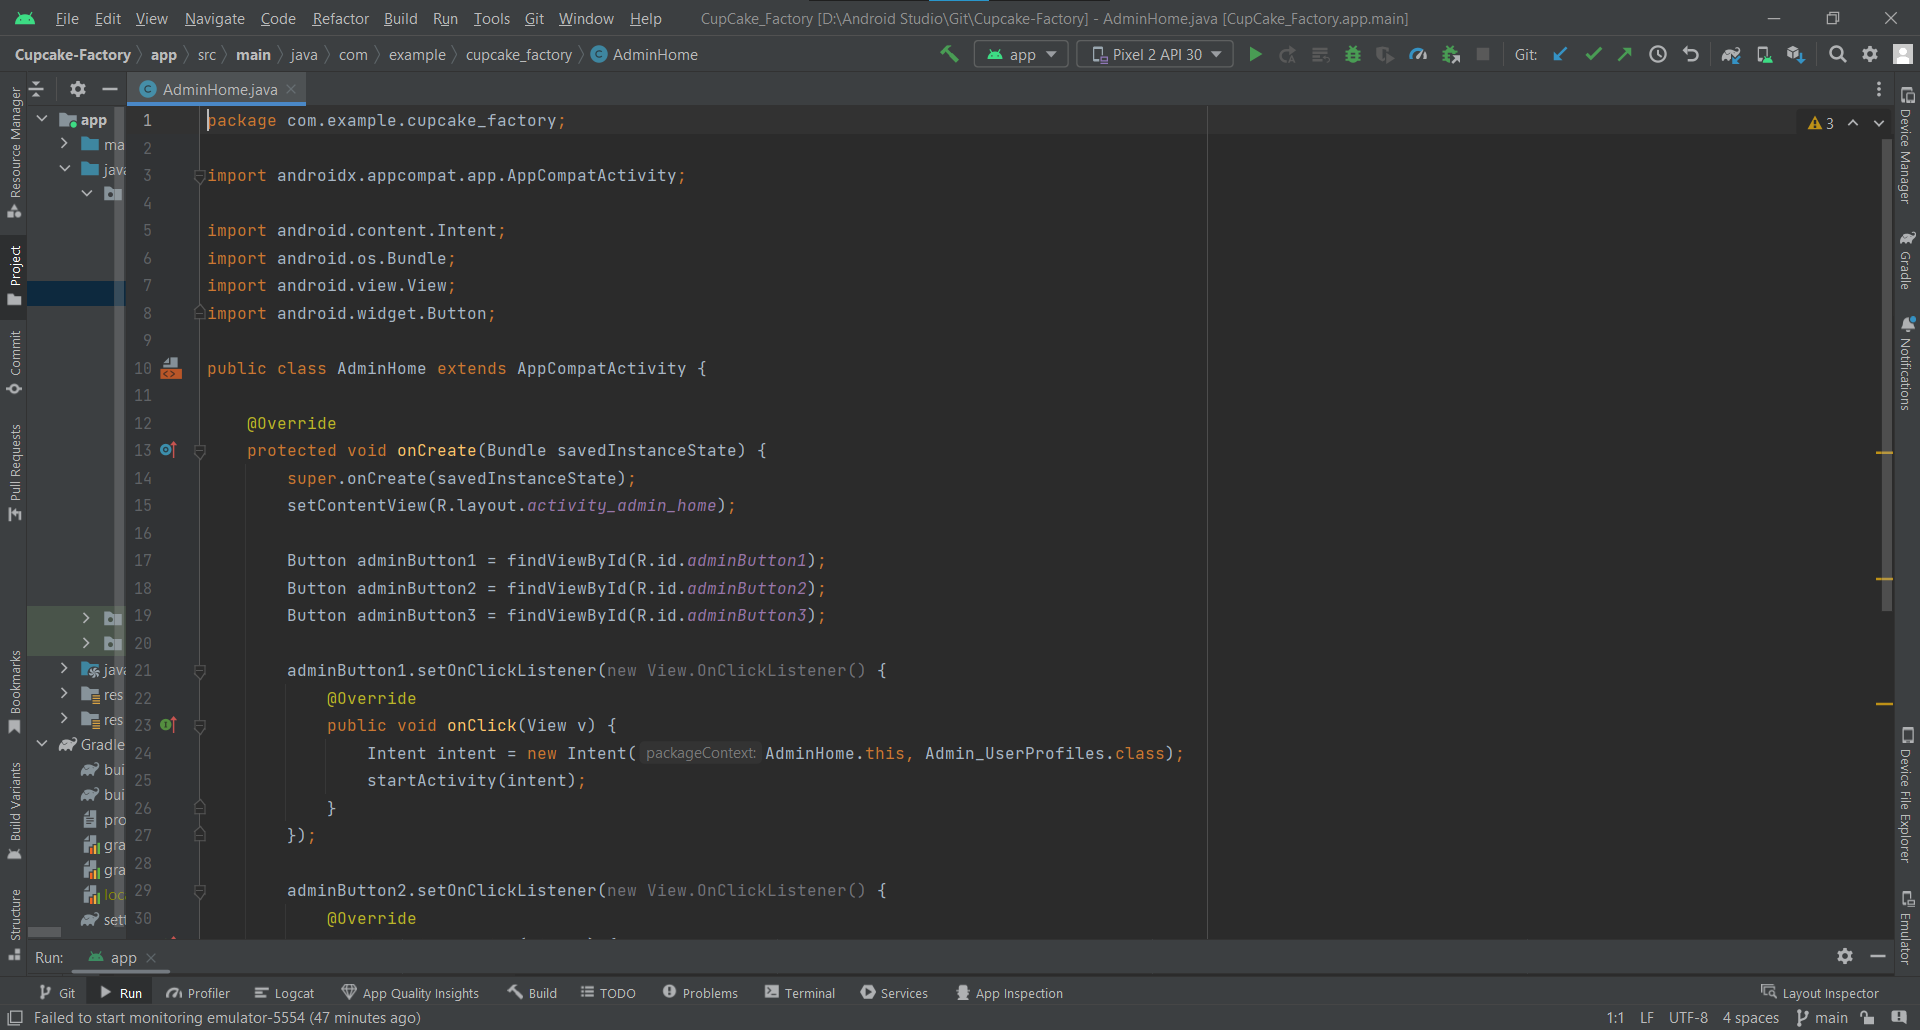 File Edit View Navigate Code Refactor Build Run Tools Git Window Help CupCake_Factory [D:\Android Studio\Git\Cupcake-Factory] - AdminHome.java [CupCake_Factory.app.main]
Cupcake-Factory app src main java com example cupcake_factory AdminHome app Pixel 2 API 30 Git:
AdminHome.java
Resource Manager
Project
Commit
Pull Requests
Bookmarks
Build Variants
Structure
app
ma
java
java
res
res
Gradle
bui
bui
pro
gra
gra
loc
sett
3
1 package com.example.cupcake_factory;
2
3 import androidx.appcompat.app.AppCompatActivity;
4
5 import android.content.Intent;
6 import android.os.Bundle;
7 import android.view.View;
8 import android.widget.Button;
9
10 public class AdminHome extends AppCompatActivity {
11
12 @Override
13 protected void onCreate(Bundle savedInstanceState) {
14 super.onCreate(savedInstanceState);
15 setContentView(R.layout.activity_admin_home);
16
17 Button adminButton1 = findViewById(R.id.adminButton1);
18 Button adminButton2 = findViewById(R.id.adminButton2);
19 Button adminButton3 = findViewById(R.id.adminButton3);
20
21 adminButton1.setOnClickListener(new View.OnClickListener() {
22 @Override
23 public void onClick(View v) {
24 Intent intent = new Intent( packageContext: AdminHome.this, Admin_UserProfiles.class);
25 startActivity(intent);
26 }
27 });
28
29 adminButton2.setOnClickListener(new View.OnClickListener() {
30 @Override
Device Manager
Gradle
Notifications
Device File Explorer
Emulator
Run: app
Git Run Profiler Logcat App Quality Insights Build TODO Problems Terminal Services App Inspection Layout Inspector
Failed to start monitoring emulator-5554 (47 minutes ago) 1:1 LF UTF-8 4 spaces main